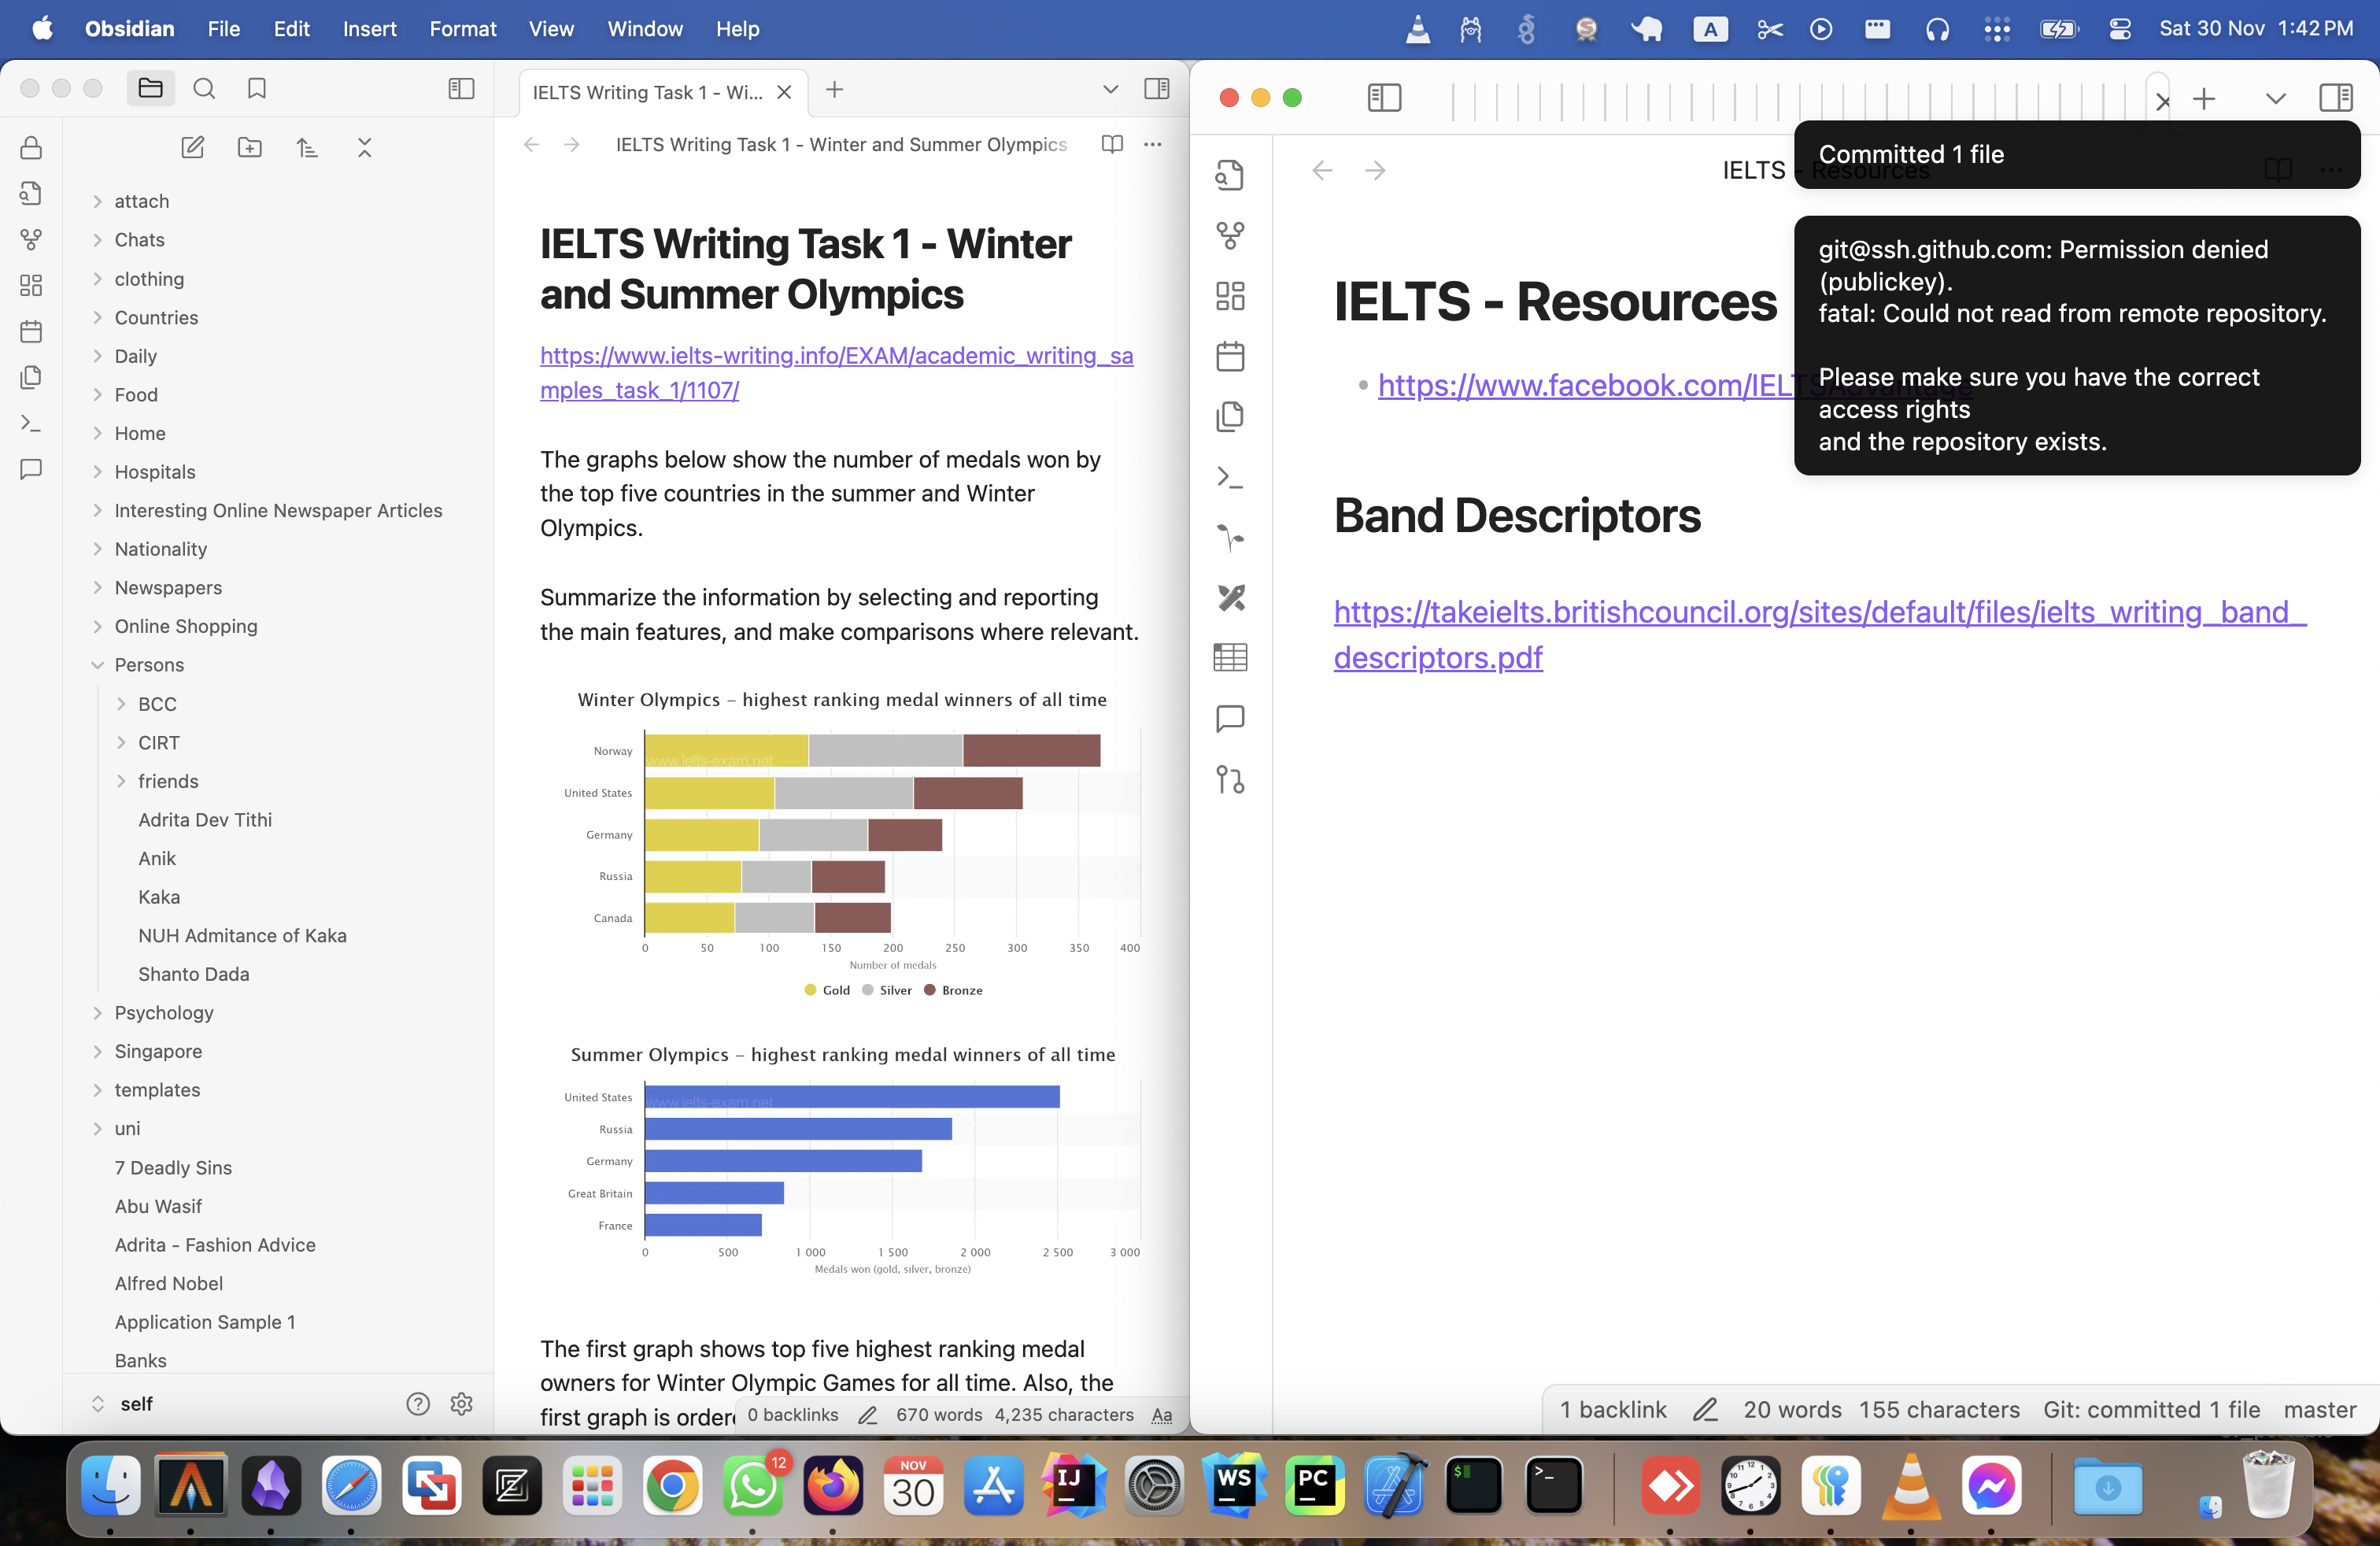 Obsidian File Edit Insert Format View Window Help
A
Sat 30 Nov 1:42 PM
IELTS Writing Task 1 - Wi...
IELTS Writing Task 1 - Winter and Summer Olympics
attach
Chats
clothing
Countries
Daily
Food
Home
Hospitals
Interesting Online Newspaper Articles
Nationality
Newspapers
Online Shopping
Persons
BCC
CIRT
friends
Adrita Dev Tithi
Anik
Kaka
NUH Admitance of Kaka
Shanto Dada
Psychology
Singapore
templates
uni
7 Deadly Sins
Abu Wasif
Adrita - Fashion Advice
Alfred Nobel
Application Sample 1
Banks
self
IELTS Writing Task 1 - Winter
and Summer Olympics
https://www.ielts-writing.info/EXAM/academic_writing_sa
mples_task_1/1107/
The graphs below show the number of medals won by
the top five countries in the summer and Winter
Olympics.
Summarize the information by selecting and reporting
the main features, and make comparisons where relevant.
Winter Olympics – highest ranking medal winners of all time
Norway
www.ielts-exam.net
United States
Germany
Russia
Canada
0 50 100 150 200 250 300 350 400
Number of medals
Gold Silver Bronze
Summer Olympics – highest ranking medal winners of all time
United States
www.ielts-exam.net
Russia
Germany
Great Britain
France
0 500 1 000 1 500 2 000 2 500 3 000
Medals won (gold, silver, bronze)
The first graph shows top five highest ranking medal
owners for Winter Olympic Games for all time. Also, the
first graph is ordere
0 backlinks 670 words 4,235 characters Aa
IELTS - Resources
Committed 1 file
git@ssh.github.com: Permission denied
(publickey).
fatal: Could not read from remote repository.
Please make sure you have the correct
access rights
and the repository exists.
IELTS - Resources
https://www.facebook.com/IELTSAdvantage
Band Descriptors
https://takeielts.britishcouncil.org/sites/default/files/ielts_writing_band_
descriptors.pdf
1 backlink 20 words 155 characters Git: committed 1 file master
12
NOV
30
IJ
WS
PC
$
>_